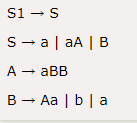 S1 → S
S → a | aA | B
A → aBB
B → Aa | b | a